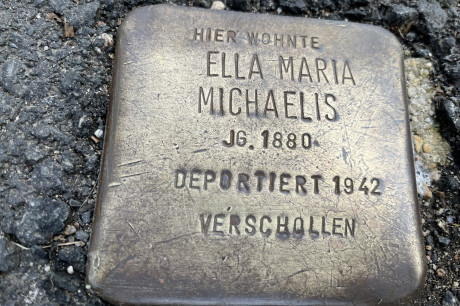 HIER WOHNTE
ELLA MARIA
MICHAELIS
JG. 1880
DEPORTIERT 1942
VERSCHOLLEN